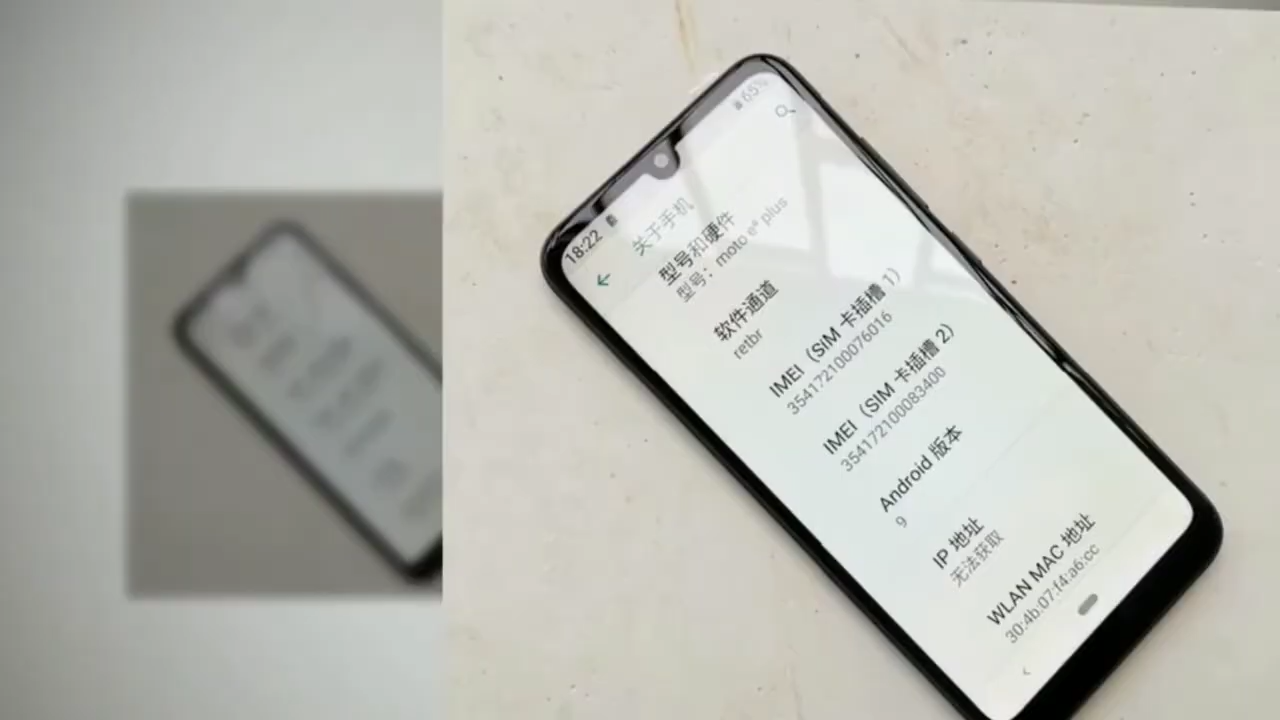 18:22
65%
关于手机
型号和硬件
型号：moto e⁶ plus
软件通道
retbr
IMEI（SIM 卡插槽 1）
354172100076016
IMEI（SIM 卡插槽 2）
354172100083400
Android 版本
9
IP 地址
无法获取
WLAN MAC 地址
30:4b:07:f4:a6:cc